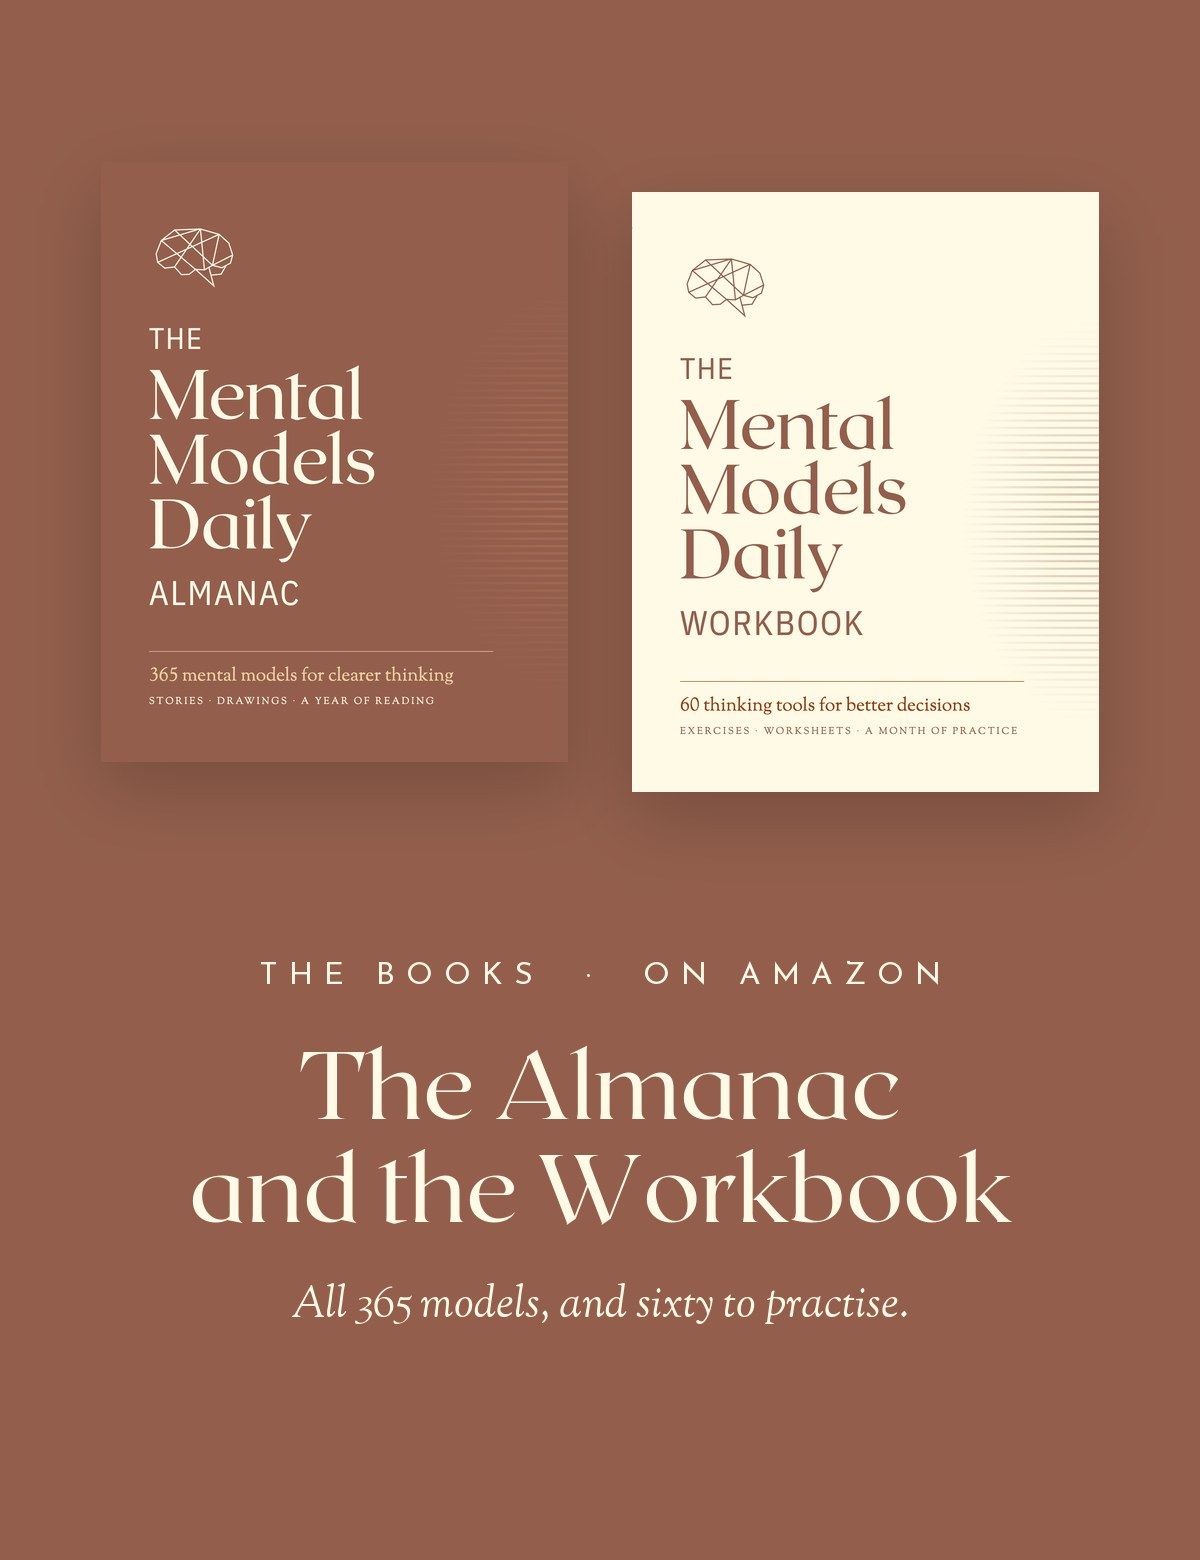 THE
Mental
Models
Daily
ALMANAC
365 mental models for clearer thinking
STORIES · DRAWINGS · A YEAR OF READING
THE
Mental
Models
Daily
WORKBOOK
60 thinking tools for better decisions
EXERCISES · WORKSHEETS · A MONTH OF PRACTICE
THE BOOKS · ON AMAZON
The Almanac
and the Workbook
All 365 models, and sixty to practise.